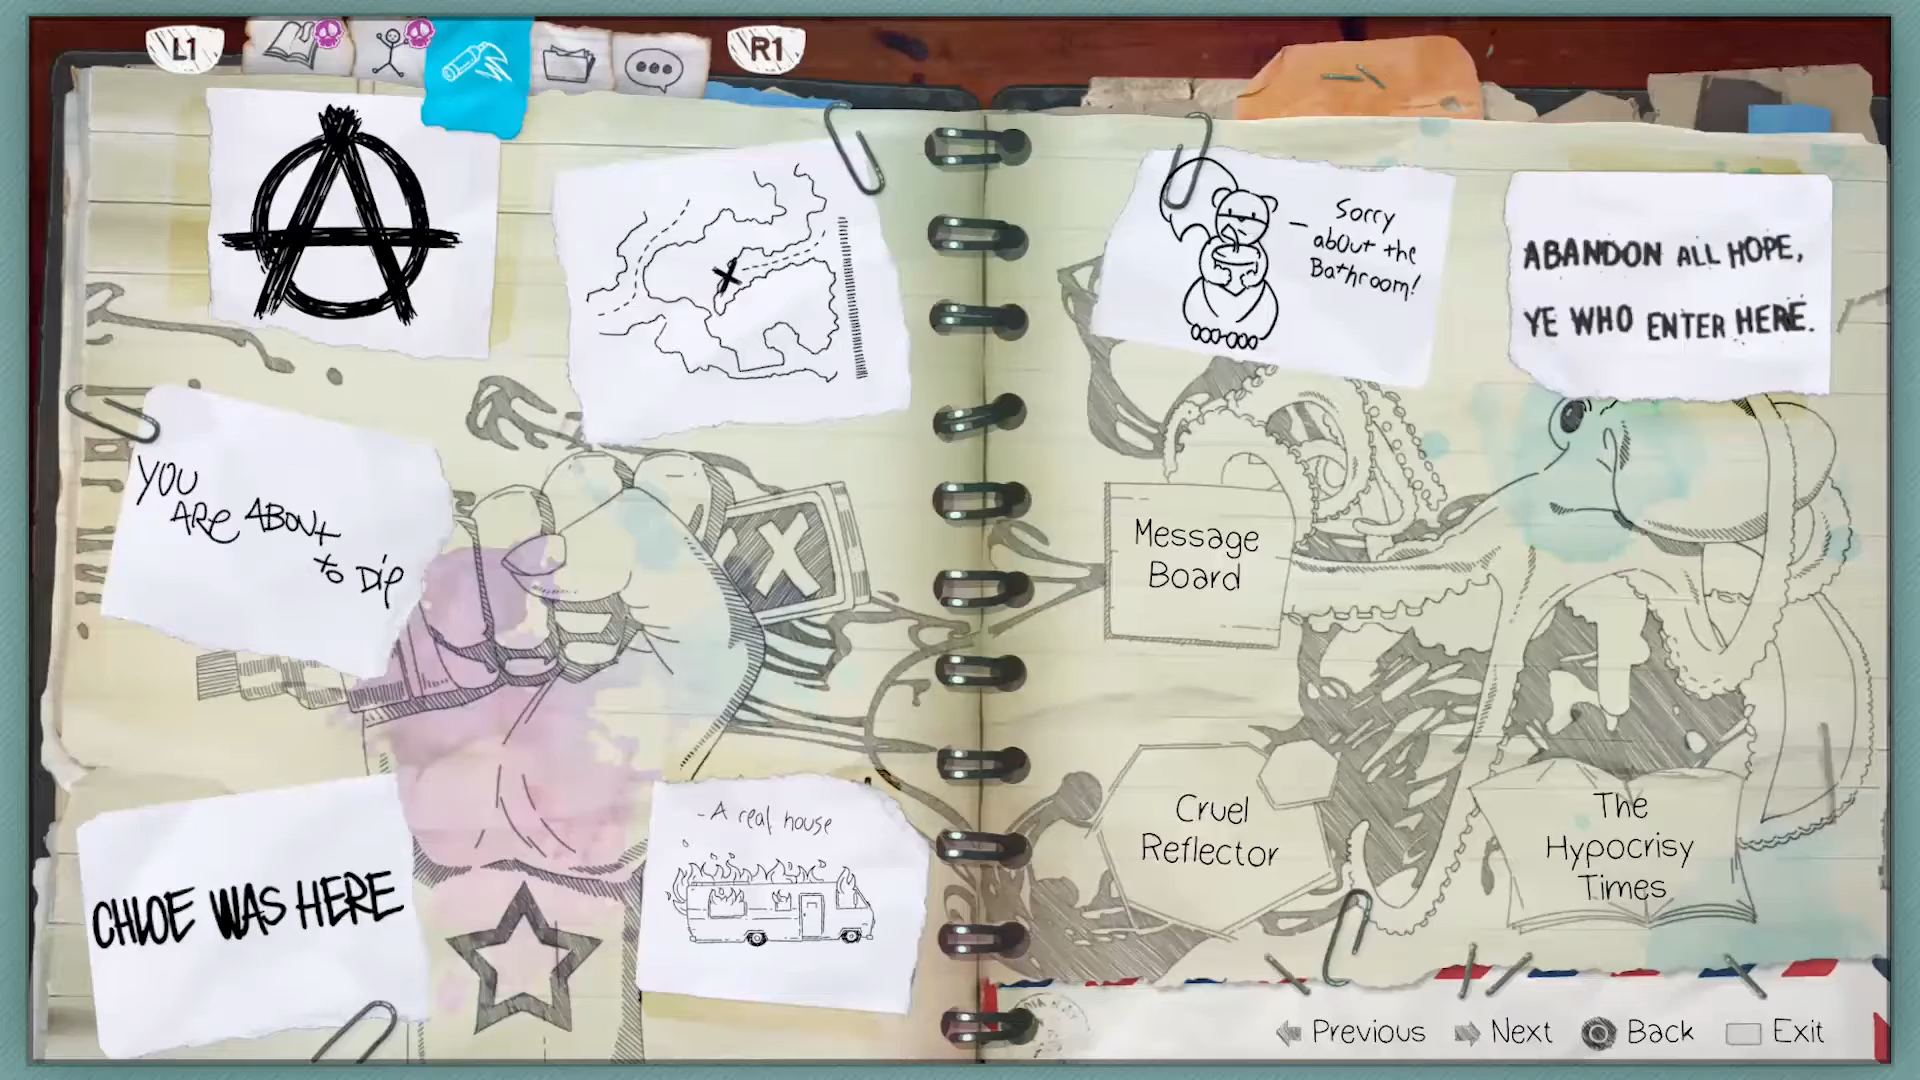 L1
R1
Sorry
about the
Bathroom!
ABANDON ALL HOPE,
YE WHO ENTER HERE.
YOU
ARE ABOUT
to Dip
Message
Board
- A real house
CHLOE WAS HERE
Cruel
Reflector
The
Hypocrisy
Times
Previous
Next
Back
Exit